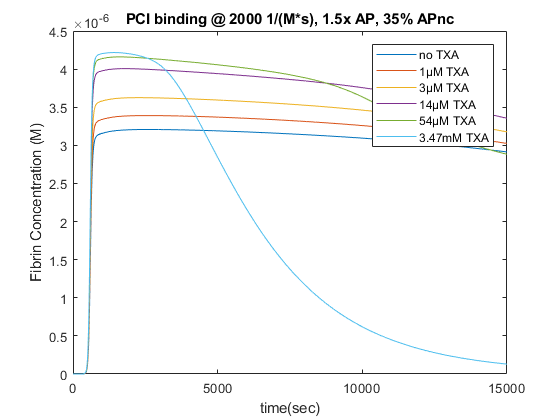 PCI binding @ 2000 1/(M*s), 1.5x AP, 35% APnc
×10-6
4.5
4
3.5
3
2.5
2
1.5
1
0.5
0
Fibrin Concentration (M)
no TXA
1µM TXA
3µM TXA
14µM TXA
54µM TXA
3.47mM TXA
0 5000 10000 15000
time(sec)